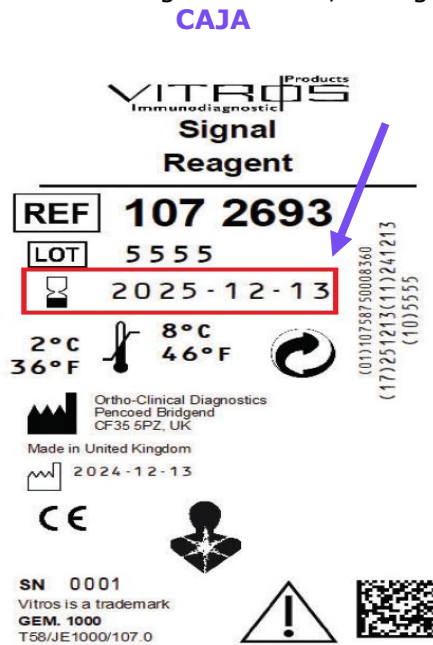 CAJA
VITROS Products
Immunodiagnostic
Signal
Reagent
REF 107 2693
LOT 5555
2025-12-13
2°C 8°C
36°F 46°F
(01)10758750008360
(17)251213(11)241213
(10)5555
Ortho-Clinical Diagnostics
Pencoed Bridgend
CF35 5PZ, UK
Made in United Kingdom
2024-12-13
CE
SN 0001
Vitros is a trademark
GEM. 1000
T58/JE1000/107.0